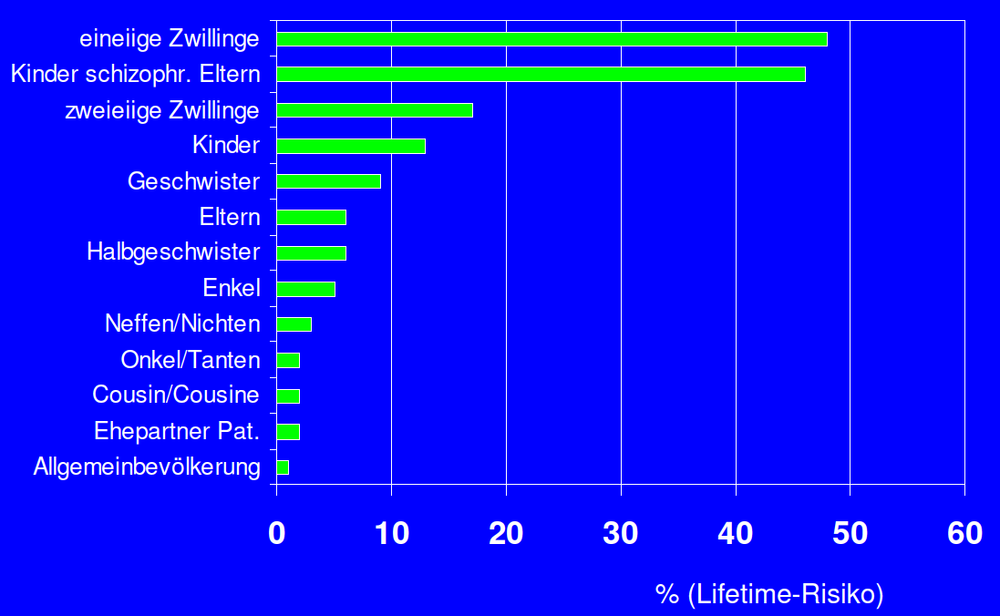 eineiige Zwillinge
Kinder schizophr. Eltern
zweieiige Zwillinge
Kinder
Geschwister
Eltern
Halbgeschwister
Enkel
Neffen/Nichten
Onkel/Tanten
Cousin/Cousine
Ehepartner Pat.
Allgemeinbevölkerung
0 10 20 30 40 50 60
% (Lifetime-Risiko)